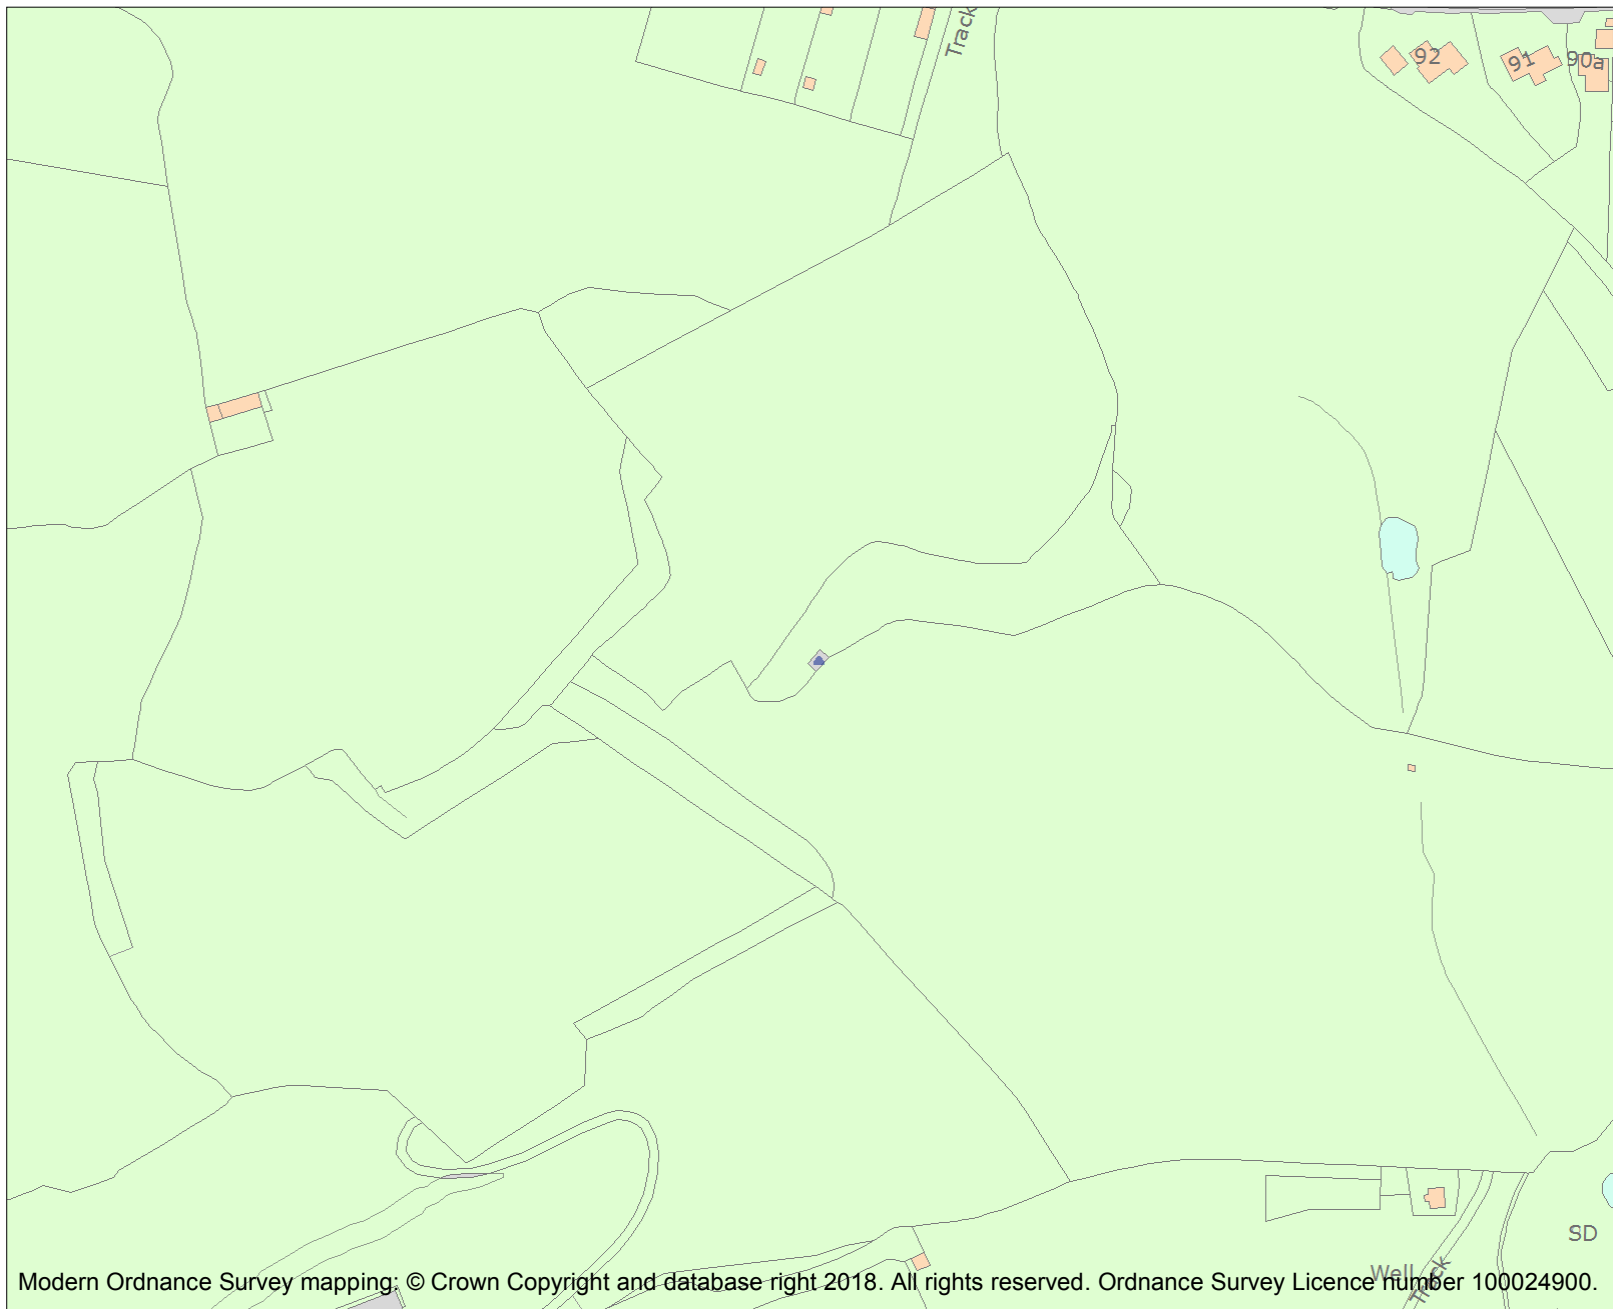 Track
92
91
90a
SD
Well
Track
Modern Ordnance Survey mapping: © Crown Copyright and database right 2018. All rights reserved. Ordnance Survey Licence number 100024900.